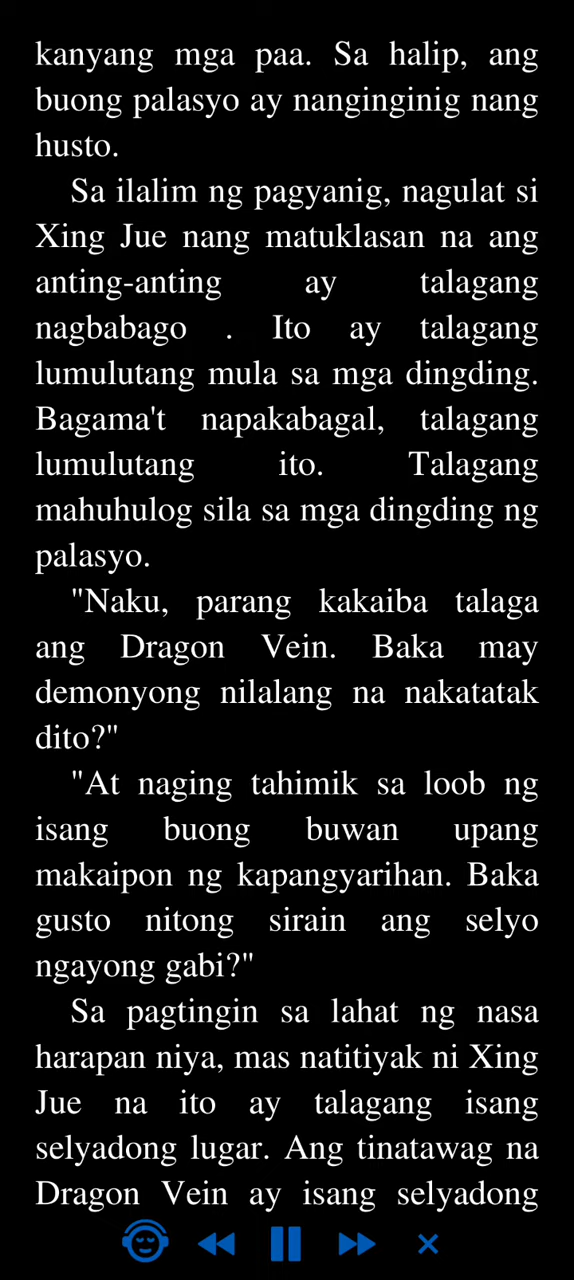 kanyang mga paa. Sa halip, ang
buong palasyo ay nanginginig nang
husto.
Sa ilalim ng pagyanig, nagulat si
Xing Jue nang matuklasan na ang
anting-anting ay talagang
nagbabago . Ito ay talagang
lumulutang mula sa mga dingding.
Bagama't napakabagal, talagang
lumulutang ito. Talagang
mahuhulog sila sa mga dingding ng
palasyo.
"Naku, parang kakaiba talaga
ang Dragon Vein. Baka may
demonyong nilalang na nakatatak
dito?"
"At naging tahimik sa loob ng
isang buong buwan upang
makaipon ng kapangyarihan. Baka
gusto nitong sirain ang selyo
ngayong gabi?"
Sa pagtingin sa lahat ng nasa
harapan niya, mas natitiyak ni Xing
Jue na ito ay talagang isang
selyadong lugar. Ang tinatawag na
Dragon Vein ay isang selyadong